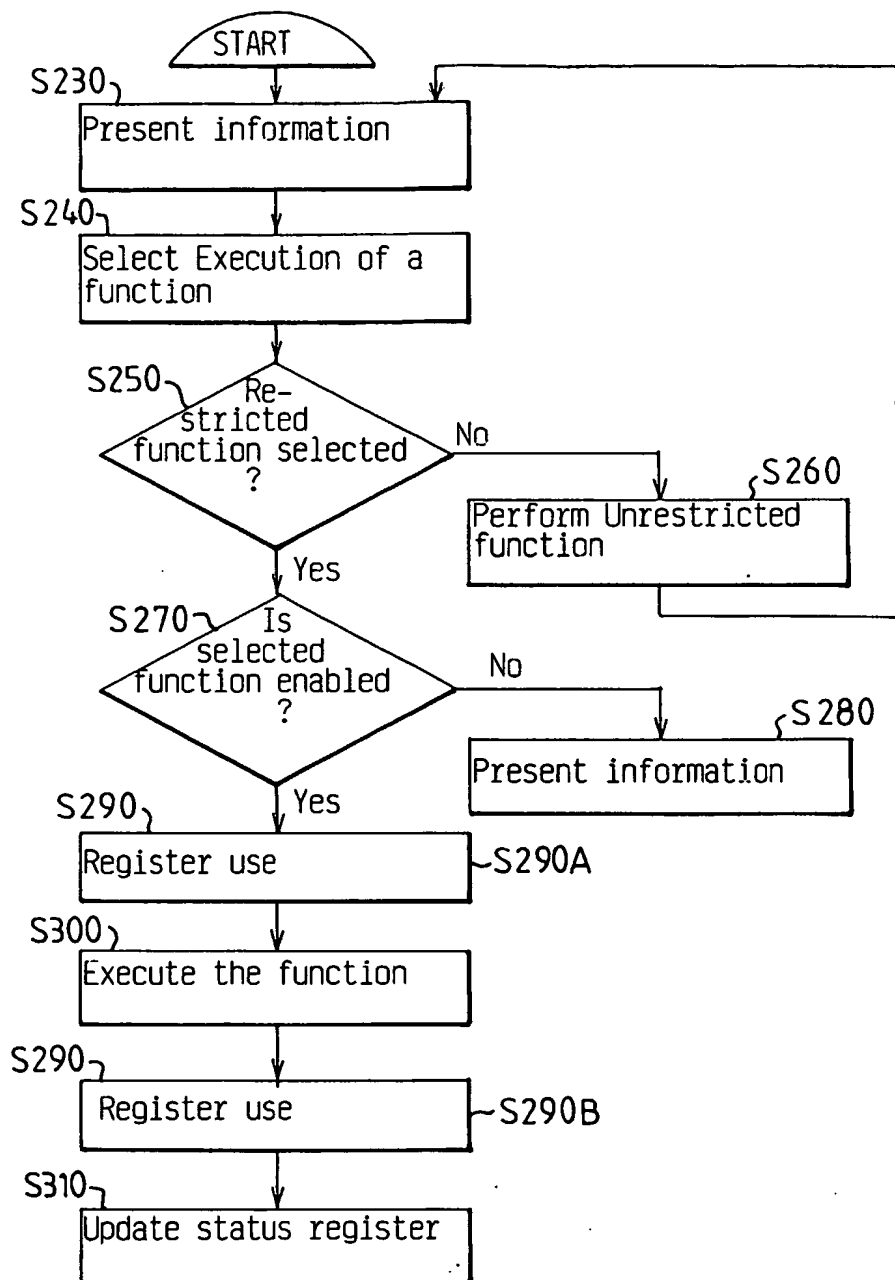 START
S230
Present information
S240
Select Execution of a
function
S250
Re-
stricted
function selected
?
No
S260
Perform Unrestricted
function
Yes
S270
Is
selected
function enabled
?
No
S280
Present information
Yes
S290
Register use
S290A
S300
Execute the function
S290
Register use
S290B
S310
Update status register